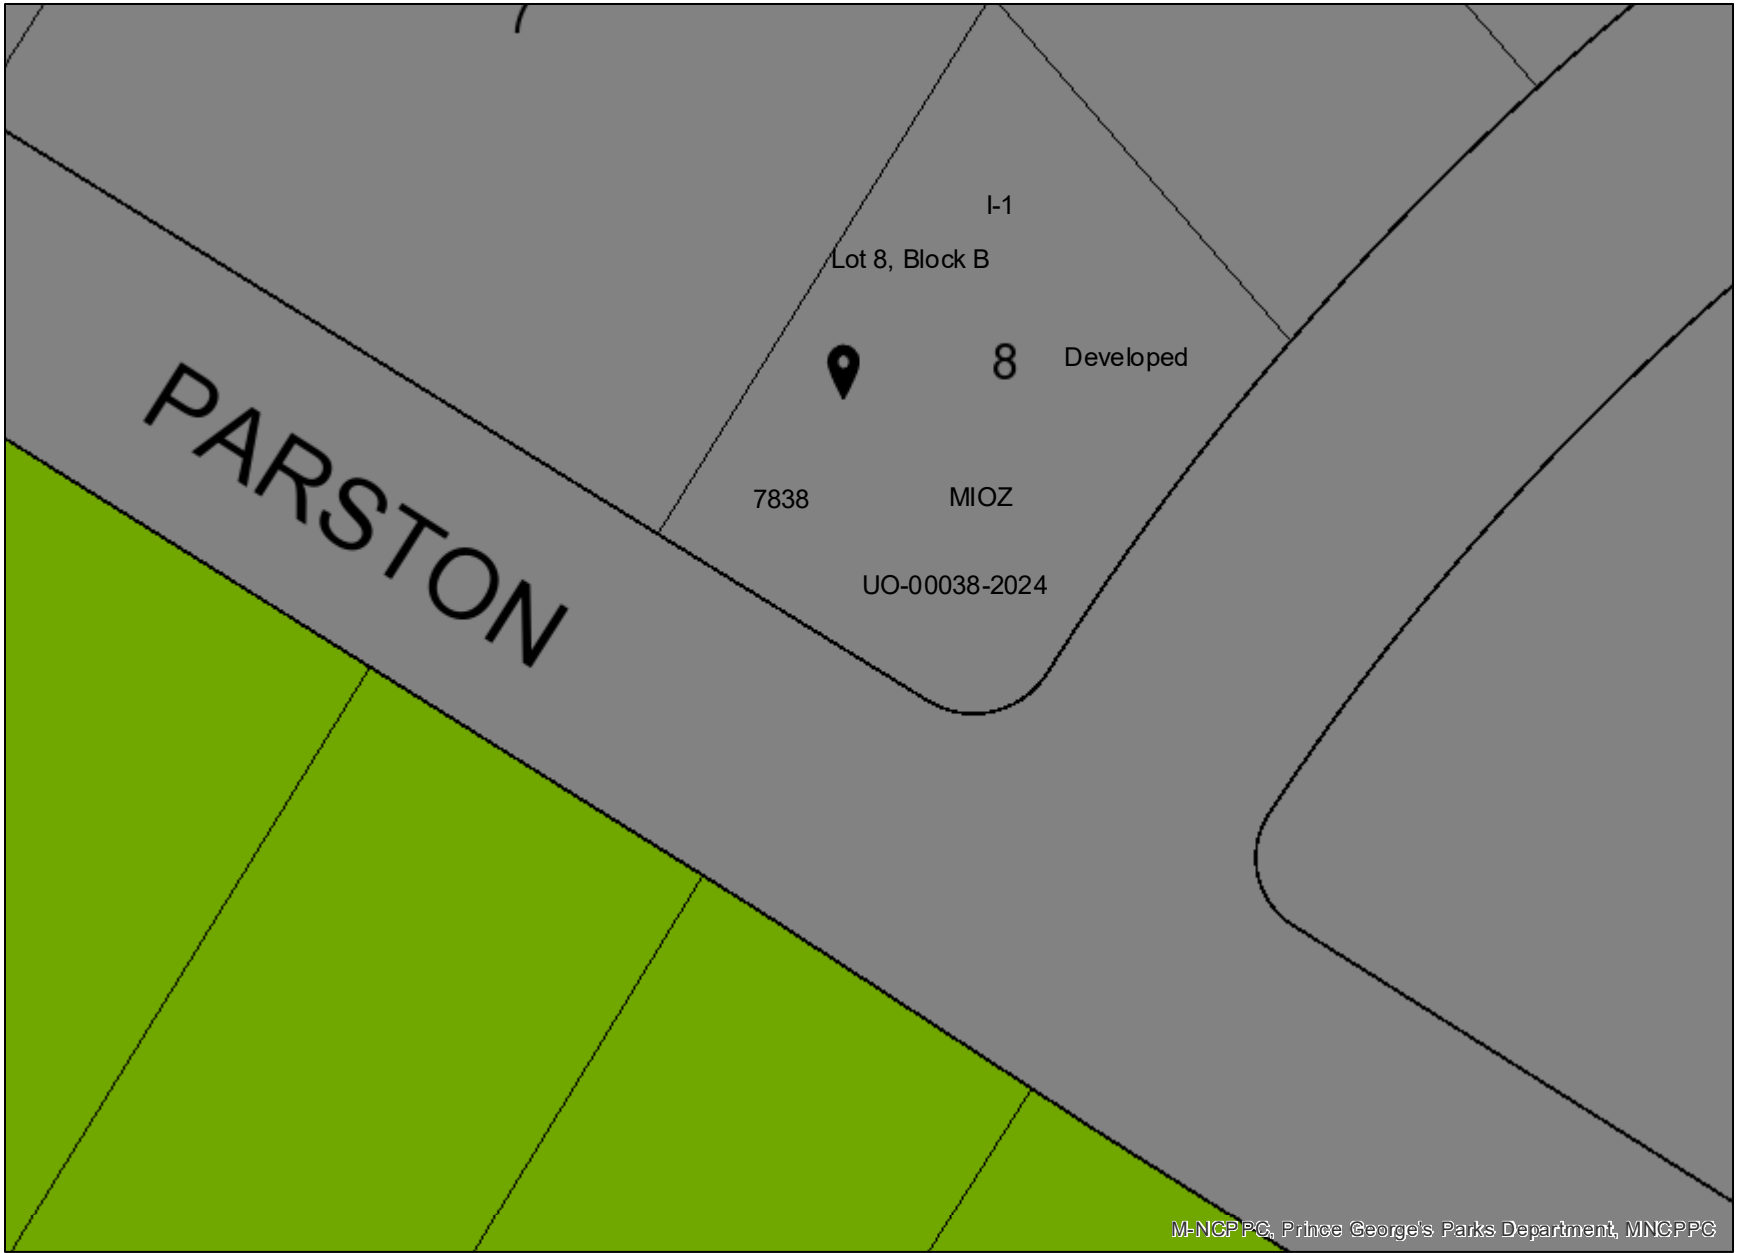 I-1
Lot 8, Block B
8
Developed
PARSTON
7838
MIOZ
UO-00038-2024
M-NCPPC, Prince George's Parks Department, MNCPPC